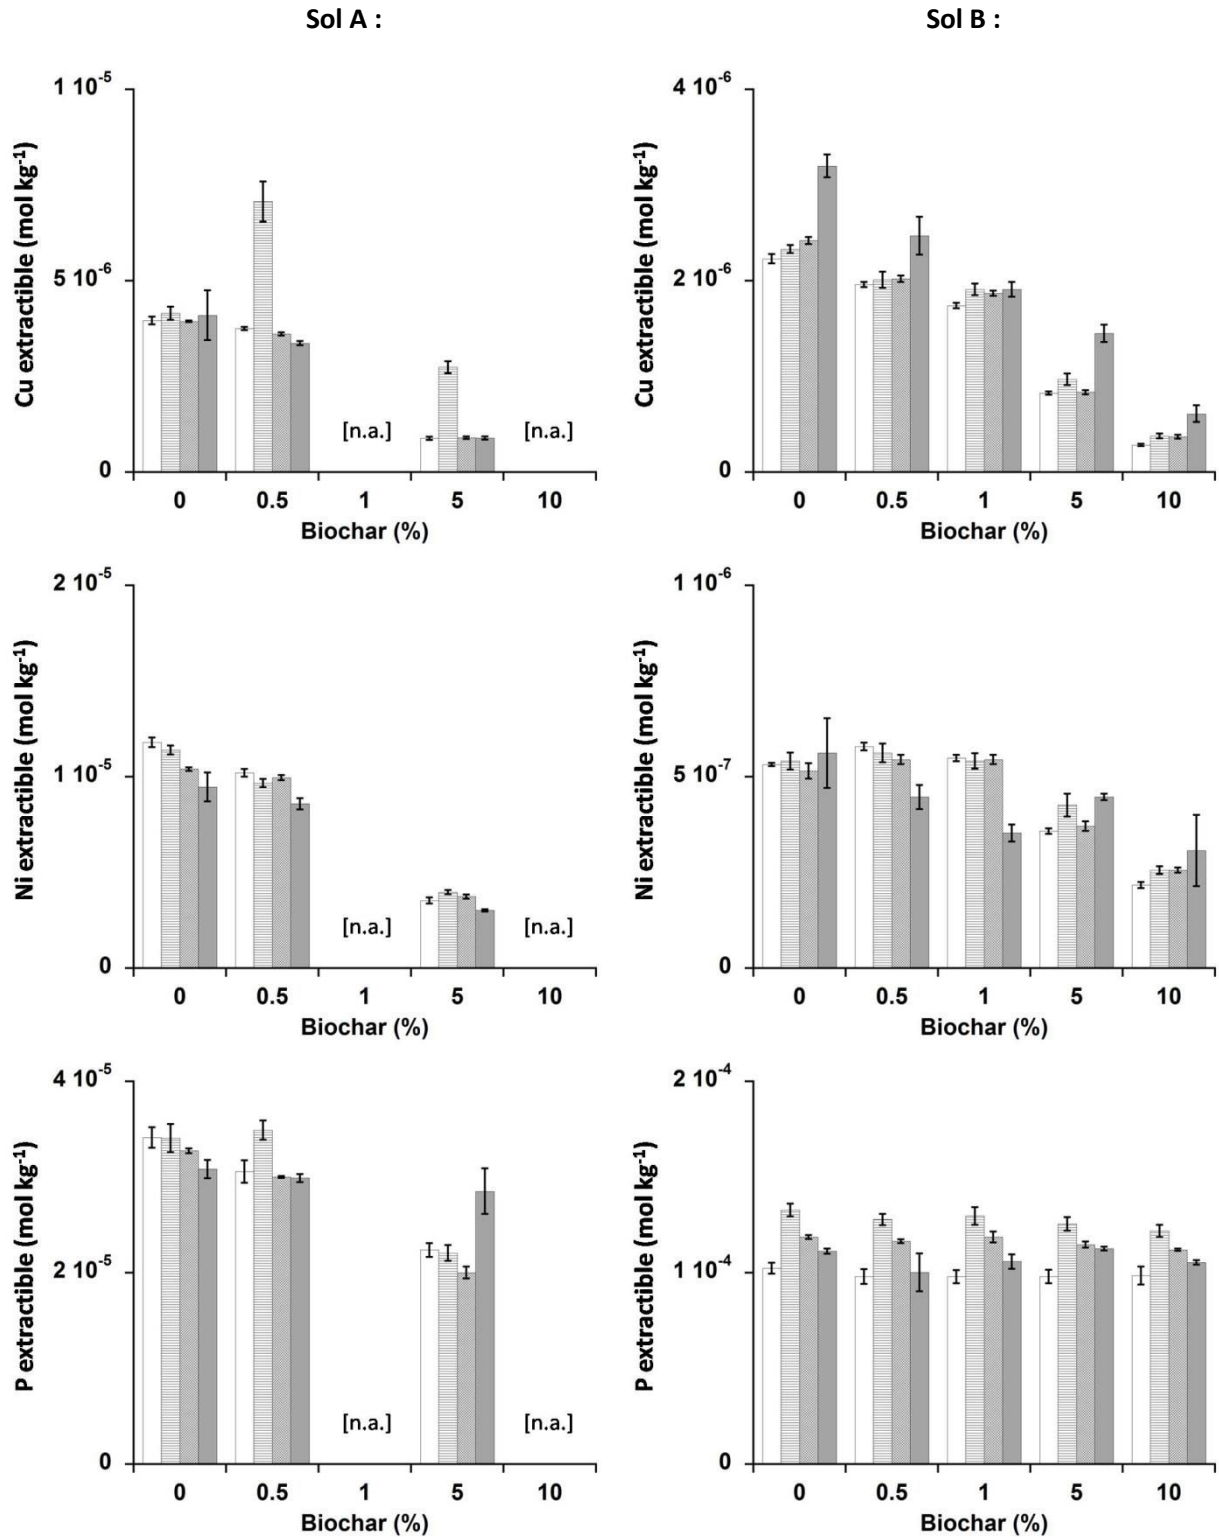 Sol A :
Sol B :
1 10⁻⁵
5 10⁻⁶
0
Cu extractible (mol kg⁻¹)
[n.a.]
[n.a.]
0 0.5 1 5 10
Biochar (%)
4 10⁻⁶
2 10⁻⁶
0
Cu extractible (mol kg⁻¹)
0 0.5 1 5 10
Biochar (%)
2 10⁻⁵
1 10⁻⁵
0
Ni extractible (mol kg⁻¹)
[n.a.]
[n.a.]
0 0.5 1 5 10
Biochar (%)
1 10⁻⁶
5 10⁻⁷
0
Ni extractible (mol kg⁻¹)
0 0.5 1 5 10
Biochar (%)
4 10⁻⁵
2 10⁻⁵
0
P extractible (mol kg⁻¹)
[n.a.]
[n.a.]
0 0.5 1 5 10
Biochar (%)
2 10⁻⁴
1 10⁻⁴
0
P extractible (mol kg⁻¹)
0 0.5 1 5 10
Biochar (%)